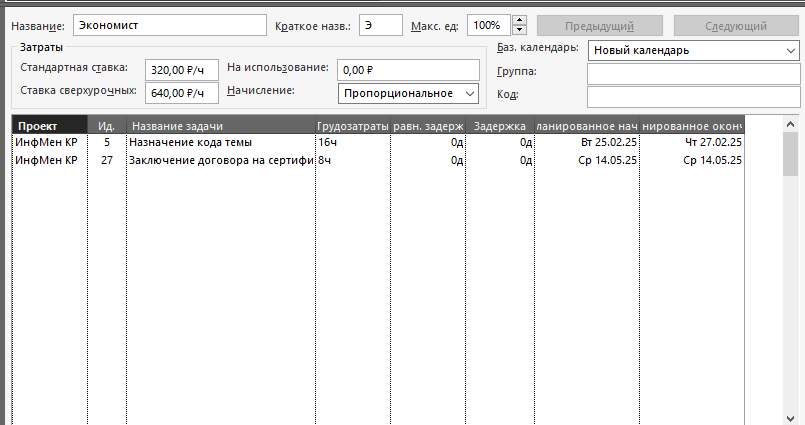 Название: Экономист Краткое назв.: Э Макс. ед: 100% Предыдущий Следующий
Затраты
Стандартная ставка: 320,00 ₽/ч На использование: 0,00 ₽
Ставка сверхурочных: 640,00 ₽/ч Начисление: Пропорциональное
Баз. календарь: Новый календарь
Группа:
Код:
Проект Ид. Название задачи Грудозатраты равн. задерж Задержка ланированное нач нированное оконч
ИнфМен КР 5 Назначение кода темы 16ч 0д 0д Вт 25.02.25 Чт 27.02.25
ИнфМен КР 27 Заключение договора на сертифи 8ч 0д 0д Ср 14.05.25 Ср 14.05.25